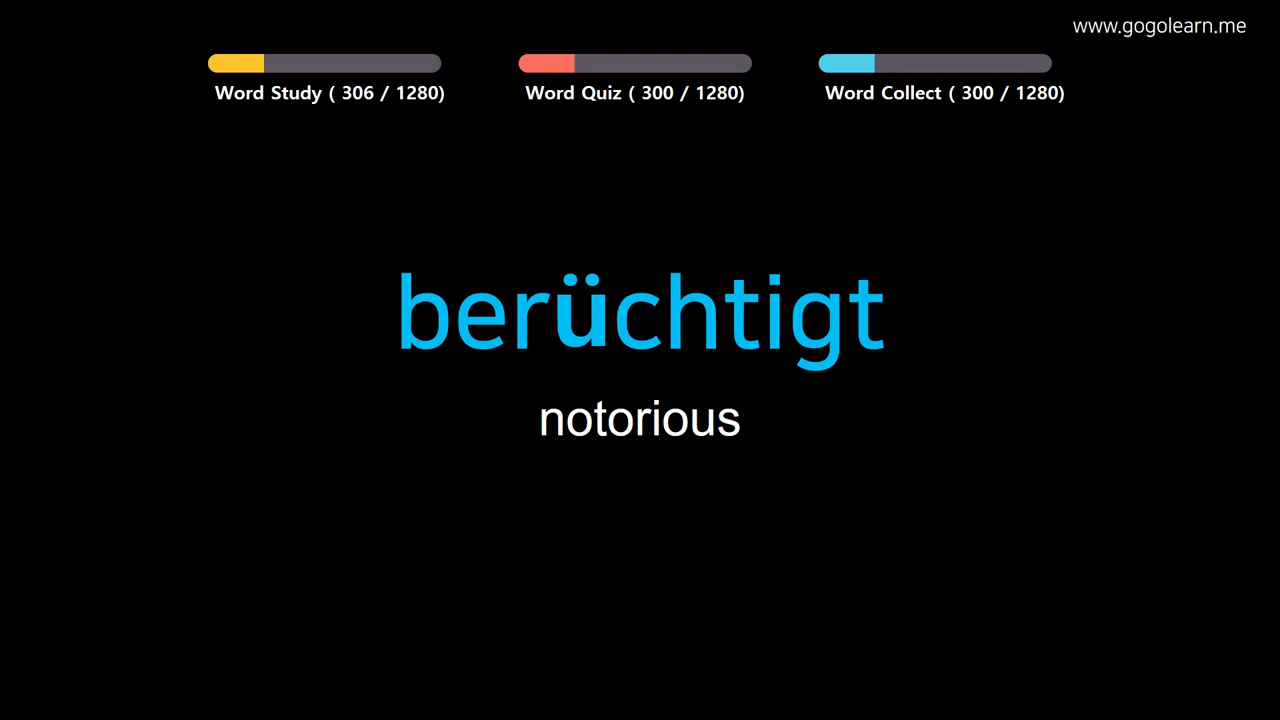 www.gogolearn.me
Word Study ( 306 / 1280)
Word Quiz ( 300 / 1280)
Word Collect ( 300 / 1280)
berüchtigt
notorious